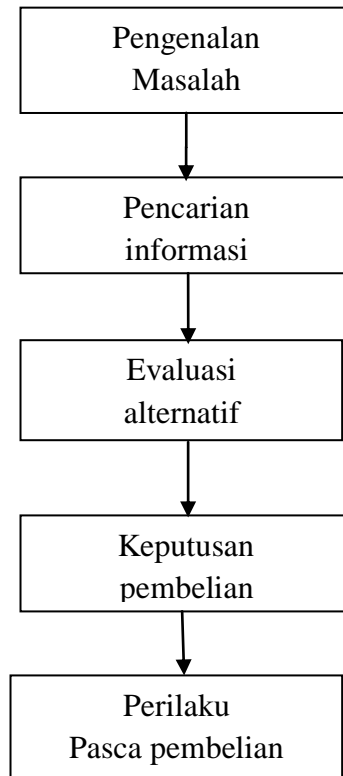 Pengenalan
Masalah
Pencarian
informasi
Evaluasi
alternatif
Keputusan
pembelian
Perilaku
Pasca pembelian